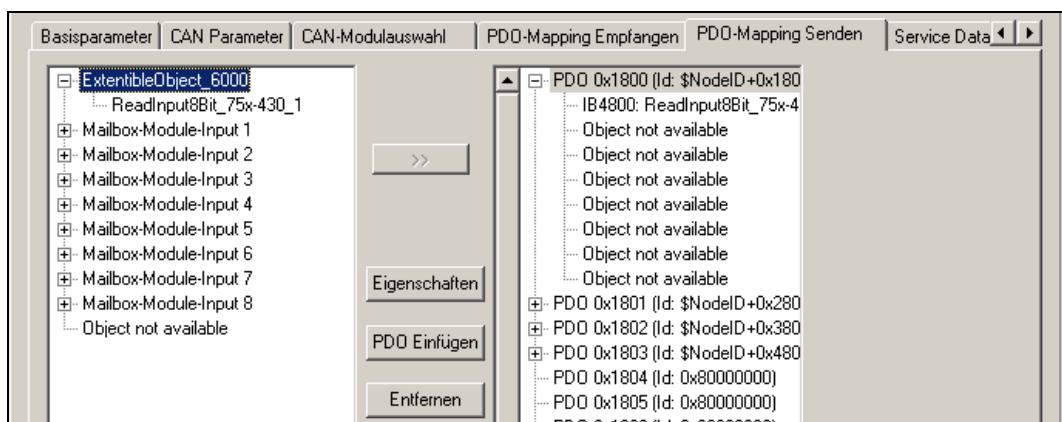 Basisparameter
CAN Parameter
CAN-Modulauswahl
PDO-Mapping Empfangen
PDO-Mapping Senden
Service Data
ExtentibleObject_6000
ReadInput8Bit_75x-430_1
Mailbox-Module-Input 1
Mailbox-Module-Input 2
Mailbox-Module-Input 3
Mailbox-Module-Input 4
Mailbox-Module-Input 5
Mailbox-Module-Input 6
Mailbox-Module-Input 7
Mailbox-Module-Input 8
Object not available
>>
Eigenschaften
PDO Einfügen
Entfernen
PDO 0x1800 (Id: $NodeID+0x180
IB4800: ReadInput8Bit_75x-4
Object not available
Object not available
Object not available
Object not available
Object not available
Object not available
Object not available
PDO 0x1801 (Id: $NodeID+0x280
PDO 0x1802 (Id: $NodeID+0x380
PDO 0x1803 (Id: $NodeID+0x480
PDO 0x1804 (Id: 0x80000000)
PDO 0x1805 (Id: 0x80000000)